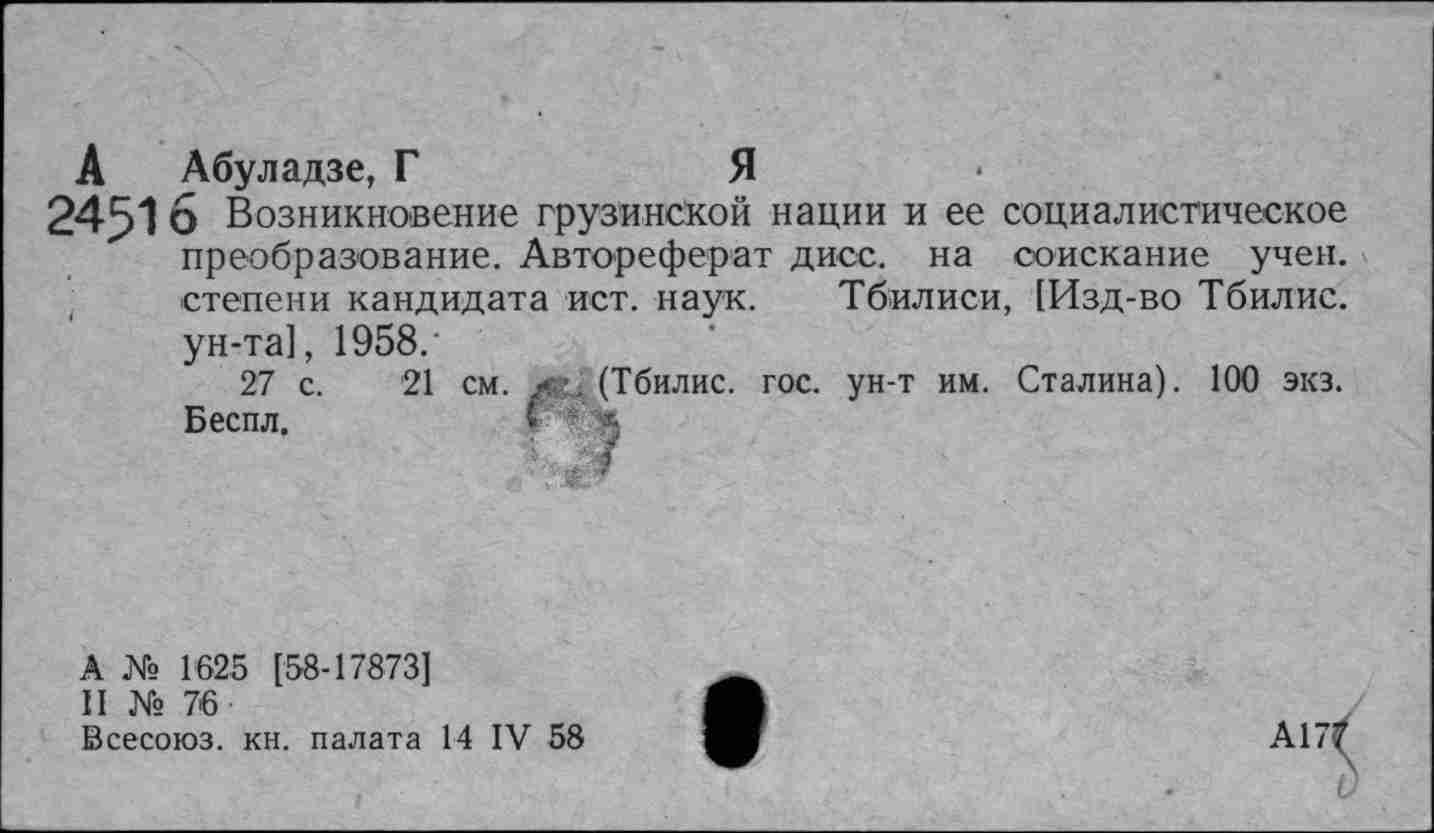 А Абуладзе, Г Я
24516 Возникновение грузинской нации и ее социалистическое
преобразование. Автореферат дисс. на соискание учен.
степени кандидата ист. наук. Тбилиси, [Изд-во Тбилис.
ун-та], 1958.
27 с. 21 см. (Тбилис. гос. ун-т им. Сталина). 100 экз.
Беспл.
А № 1625 [58-17873]
II № 76
Всесоюз. кн. палата 14 IV 58
А177